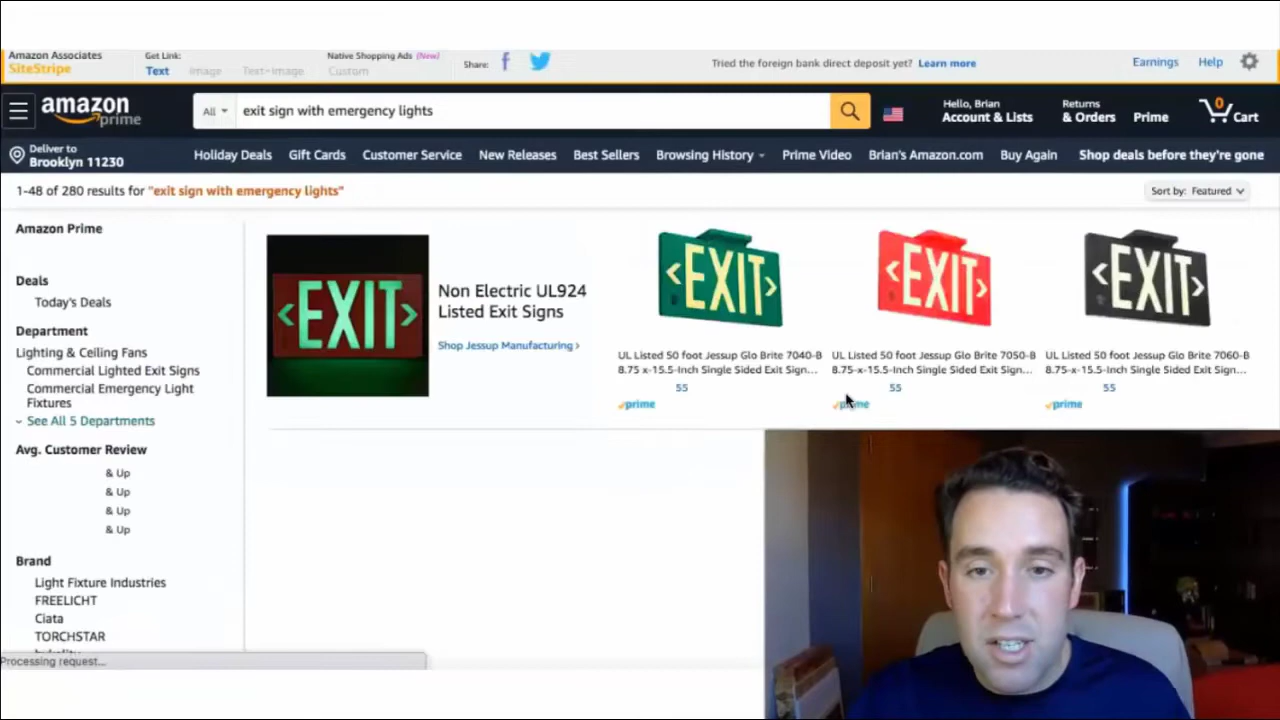 Amazon Associates
SiteStripe
Get Link:
Text Image Text+Image
Native Shopping Ads (New)
Custom
Share:
Tried the foreign bank direct deposit yet? Learn more
Earnings Help
amazon prime
All
exit sign with emergency lights
Hello, Brian
Account & Lists
Returns
& Orders
Prime
0
Cart
Deliver to
Brooklyn 11230
Holiday Deals Gift Cards Customer Service New Releases Best Sellers Browsing History Prime Video Brian's Amazon.com Buy Again Shop deals before they're gone
1-48 of 280 results for "exit sign with emergency lights"
Sort by: Featured
Amazon Prime
Deals
Today's Deals
Department
Lighting & Ceiling Fans
Commercial Lighted Exit Signs
Commercial Emergency Light
Fixtures
See All 5 Departments
Avg. Customer Review
& Up
& Up
& Up
& Up
Brand
Light Fixture Industries
FREELICHT
Ciata
TORCHSTAR
Processing request...
<EXIT>
Non Electric UL924
Listed Exit Signs
Shop Jessup Manufacturing ›
<EXIT>
UL Listed 50 foot Jessup Glo Brite 7040-B
8.75 x-15.5-Inch Single Sided Exit Sign...
55
prime
<EXIT>
UL Listed 50 foot Jessup Glo Brite 7050-B
8.75-x-15.5-Inch Single Sided Exit Sign...
55
prime
<EXIT>
UL Listed 50 foot Jessup Glo Brite 7060-B
8.75-x-15.5-Inch Single Sided Exit Sign...
55
prime